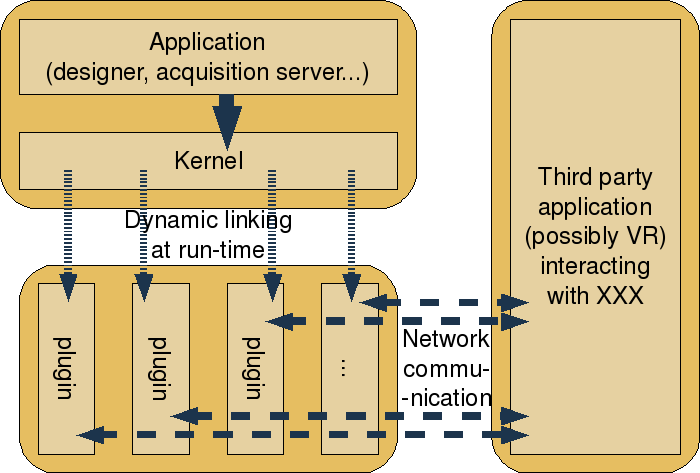 Application
(designer, acquisition server...)
Kernel
Dynamic linking
at run-time
plugin
plugin
plugin
...
Network
commu-
-nication
Third party
application
(possibly VR)
interacting
with XXX